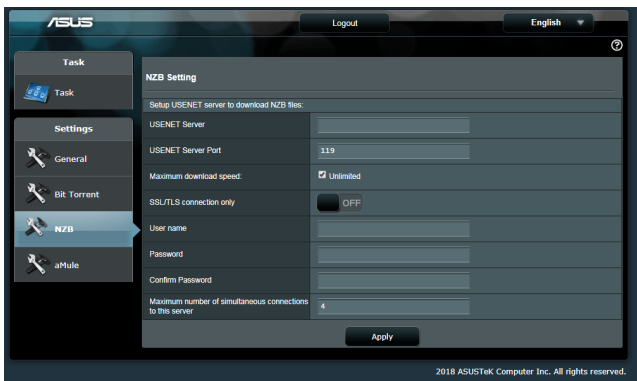 ASUS
Logout
English
Task
Task
Settings
General
Bit Torrent
NZB
aMule
NZB Setting
Setup USENET server to download NZB files:
USENET Server
USENET Server Port
119
Maximum download speed:
Unlimited
SSL/TLS connection only
OFF
User name
Password
Confirm Password
Maximum number of simultaneous connections
to this server
4
Apply
2018 ASUSTeK Computer Inc. All rights reserved.